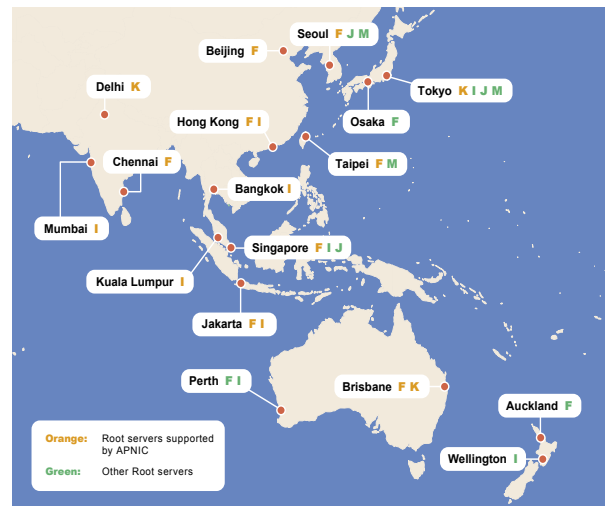 Seoul F J M
Beijing F
Delhi K
Tokyo K I J M
Hong Kong F I
Osaka F
Chennai F
Taipei F M
Bangkok I
Mumbai I
Singapore F I J
Kuala Lumpur I
Jakarta F I
Perth F I
Brisbane F K
Auckland F
Wellington I
Orange: Root servers supported
by APNIC
Green: Other Root servers